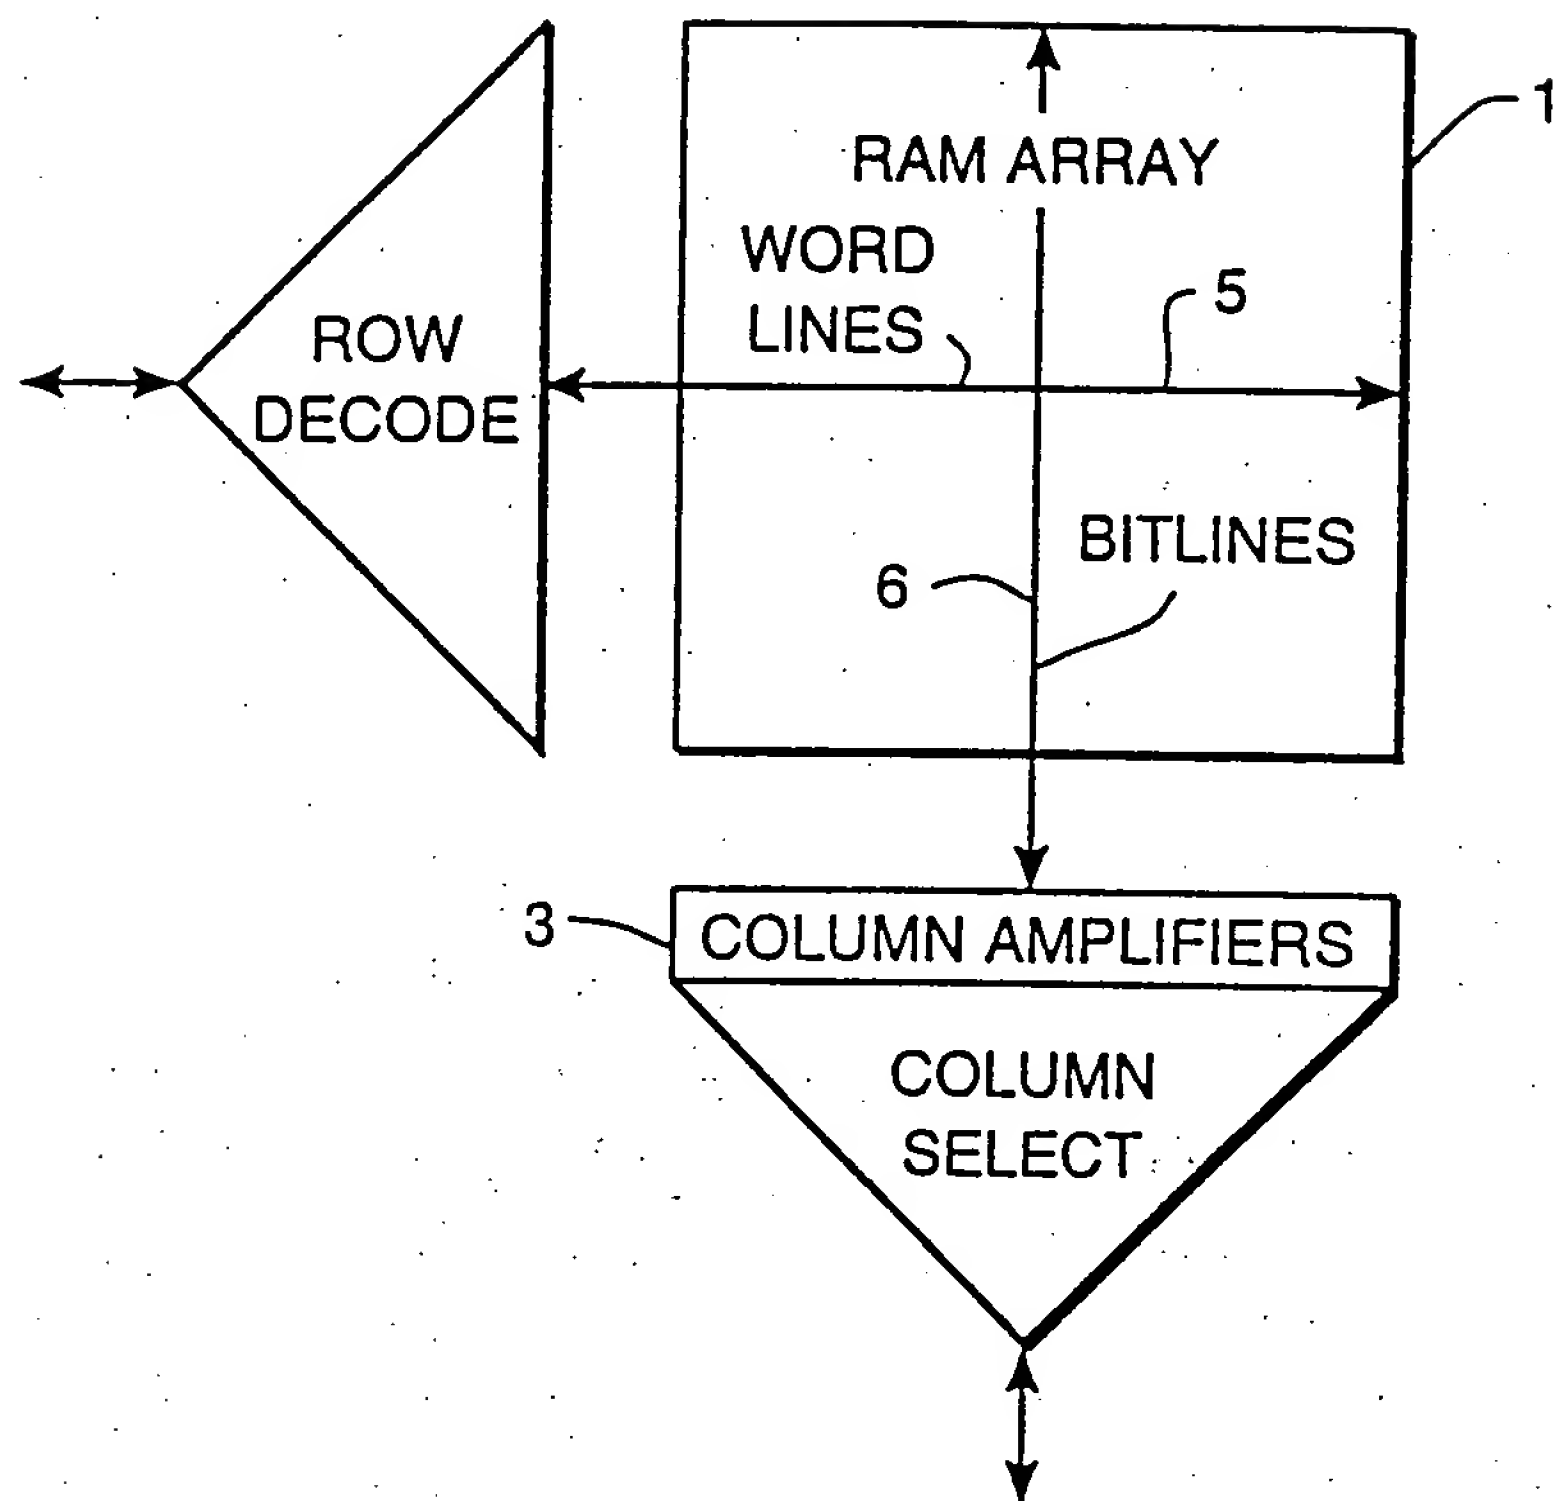 1
RAM ARRAY
WORD
LINES
5
ROW
DECODE
BITLINES
6
3
COLUMN AMPLIFIERS
COLUMN
SELECT